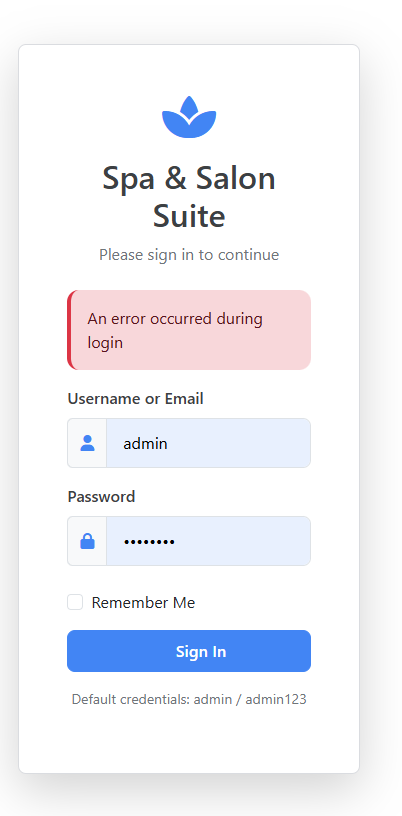 Spa & Salon
Suite
Please sign in to continue
An error occurred during
login
Username or Email
admin
Password
••••••••
Remember Me
Sign In
Default credentials: admin / admin123